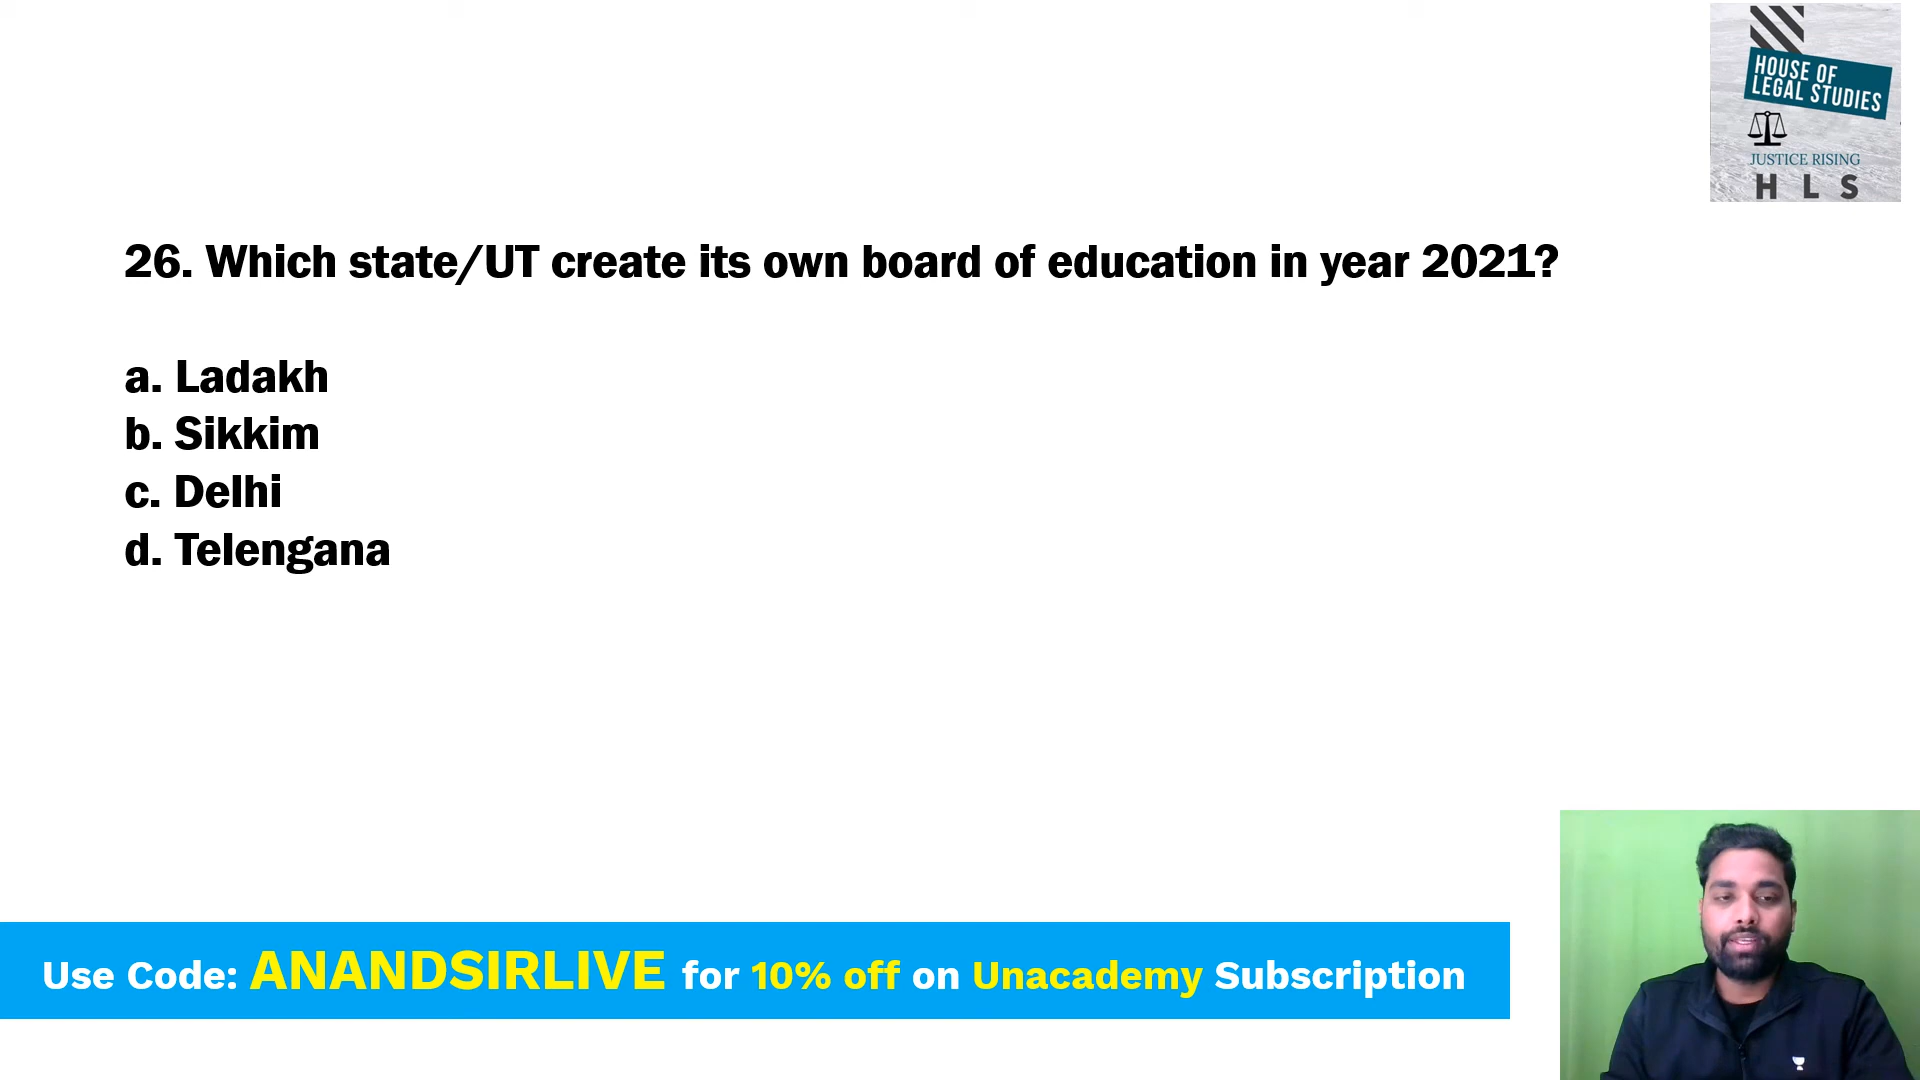 HOUSE OF
LEGAL STUDIES
JUSTICE RISING
H L S
26. Which state/UT create its own board of education in year 2021?
a. Ladakh
b. Sikkim
c. Delhi
d. Telengana
Use Code: ANANDSIRLIVE for 10% off on Unacademy Subscription